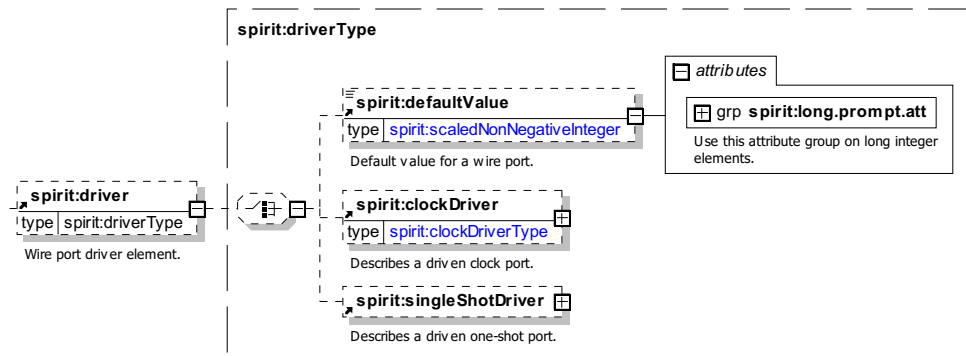 spirit:driverType
attributes
spirit:defaultValue
grp spirit:long.prompt.att
type spirit:scaledNonNegativeInteger
Use this attribute group on long integer
elements.
Default value for a wire port.
spirit:driver
type spirit:driverType
Wire port driver element.
spirit:clockDriver
type spirit:clockDriverType
Describes a driven clock port.
spirit:singleShotDriver
Describes a driven one-shot port.